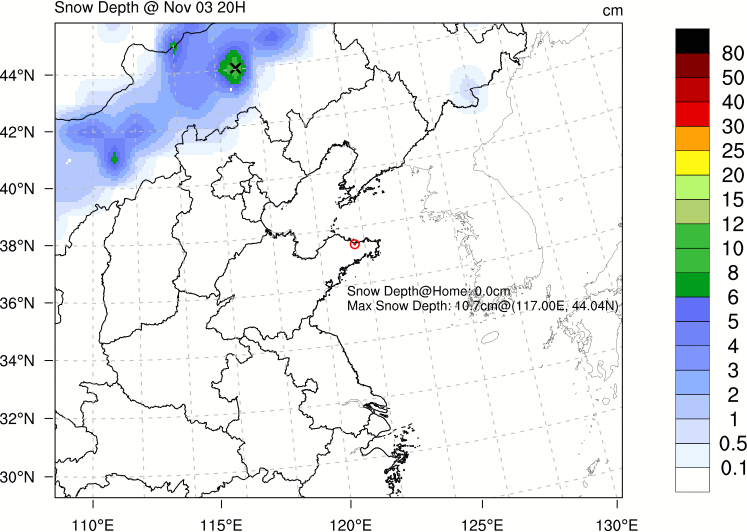 Snow Depth @ Nov 03 20H
cm
80
50
40
30
25
20
15
12
10
8
6
5
4
3
2
1
0.5
0.1
44°N
42°N
40°N
38°N
36°N
34°N
32°N
30°N
Snow Depth@Home: 0.0cm
Max Snow Depth: 10.7cm@(117.00E, 44.04N)
110°E
115°E
120°E
125°E
130°E